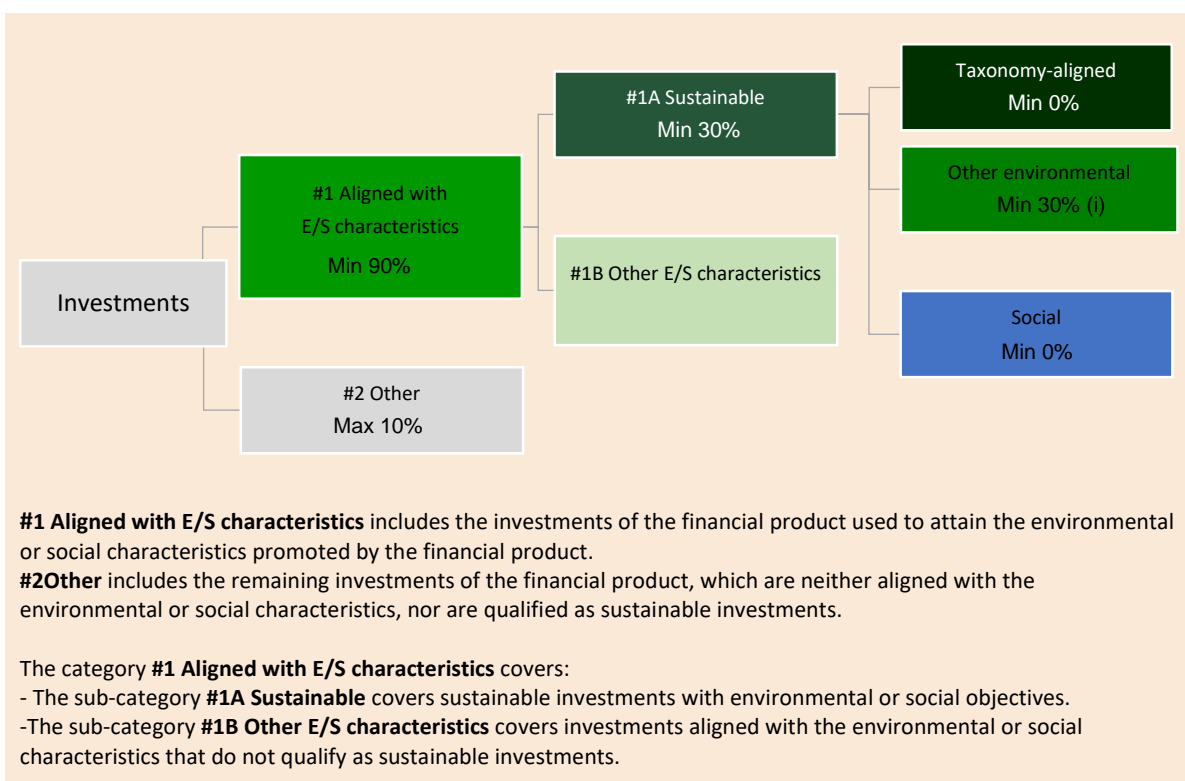 Investments
#1 Aligned with
E/S characteristics
Min 90%
#2 Other
Max 10%
#1A Sustainable
Min 30%
#1B Other E/S characteristics
Taxonomy-aligned
Min 0%
Other environmental
Min 30% (i)
Social
Min 0%
#1 Aligned with E/S characteristics includes the investments of the financial product used to attain the environmental
or social characteristics promoted by the financial product.
#2Other includes the remaining investments of the financial product, which are neither aligned with the
environmental or social characteristics, nor are qualified as sustainable investments.
The category #1 Aligned with E/S characteristics covers:
- The sub-category #1A Sustainable covers sustainable investments with environmental or social objectives.
-The sub-category #1B Other E/S characteristics covers investments aligned with the environmental or social
characteristics that do not qualify as sustainable investments.